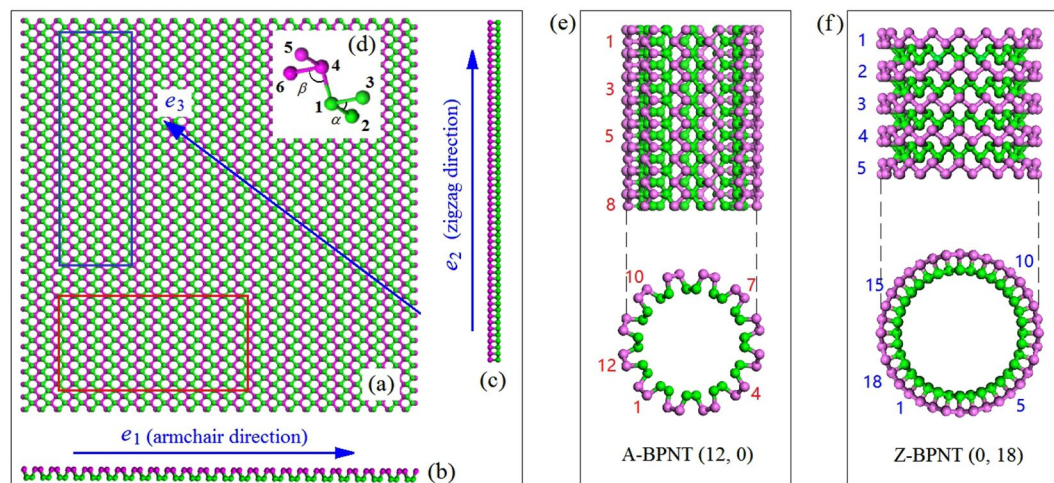 (d)
5
4
6
β
3
1
α
2
e3
(a)
e2 (zigzag direction)
(c)
e1 (armchair direction)
(b)
(e)
1
3
5
8
10
7
12
4
1
A-BPNT (12, 0)
(f)
1
2
3
4
5
10
15
18
1
5
Z-BPNT (0, 18)